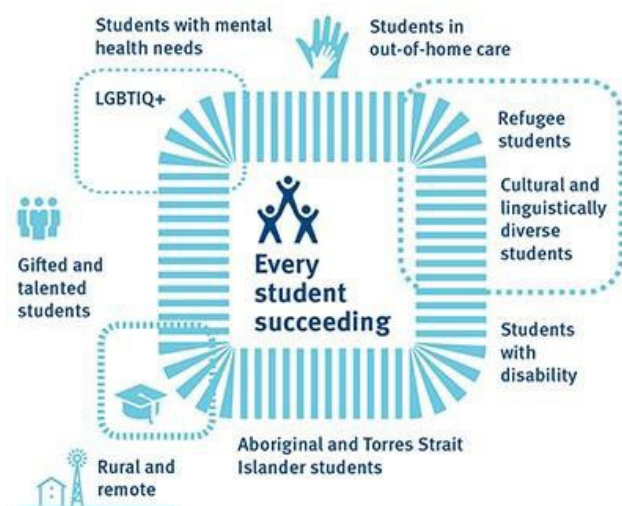 Students with mental
health needs
Students in
out-of-home care
LGBTIQ+
Refugee
students
Cultural and
linguistically
diverse
students
Every
student
succeeding
Gifted and
talented
students
Students
with
disability
Aboriginal and Torres Strait
Islander students
Rural and
remote